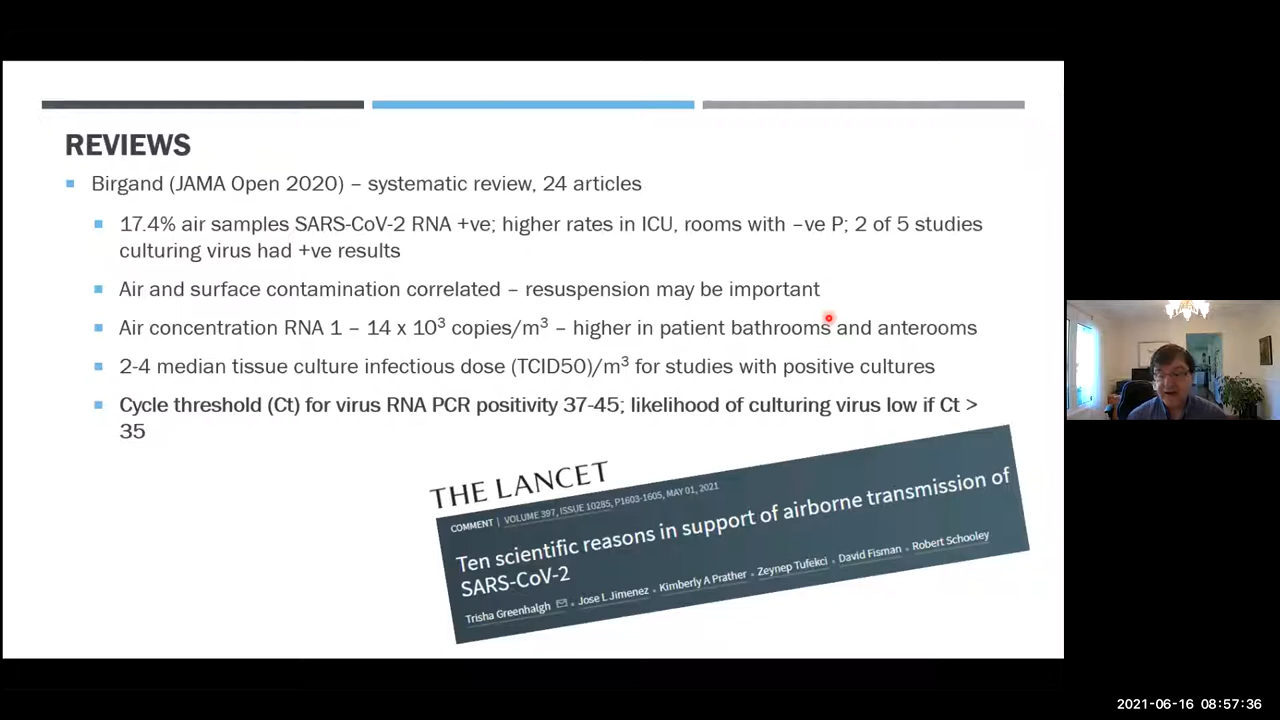 REVIEWS
Birgand (JAMA Open 2020) – systematic review, 24 articles
17.4% air samples SARS-CoV-2 RNA +ve; higher rates in ICU, rooms with –ve P; 2 of 5 studies
culturing virus had +ve results
Air and surface contamination correlated – resuspension may be important
Air concentration RNA 1 – 14 x 10³ copies/m³ – higher in patient bathrooms and anterooms
2-4 median tissue culture infectious dose (TCID50)/m³ for studies with positive cultures
Cycle threshold (Ct) for virus RNA PCR positivity 37-45; likelihood of culturing virus low if Ct >
35
THE LANCET
COMMENT | VOLUME 397, ISSUE 10285, P1603-1605, MAY 01, 2021
Ten scientific reasons in support of airborne transmission of
SARS-CoV-2
Trisha Greenhalgh • Jose L Jimenez • Kimberly A Prather • Zeynep Tufekci • David Fisman • Robert Schooley
2021-06-16 08:57:36